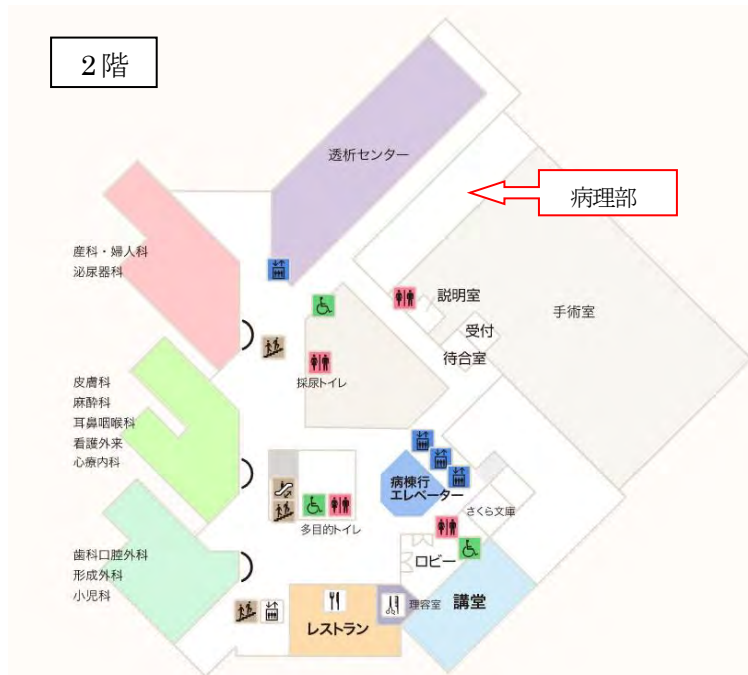 2階
透析センター
病理部
産科・婦人科
泌尿器科
説明室
手術室
受付
待合室
採尿トイレ
皮膚科
麻酔科
耳鼻咽喉科
看護外来
心療内科
病棟行
エレベーター
さくら文庫
多目的トイレ
歯科口腔外科
形成外科
小児科
ロビー
理容室
講堂
レストラン